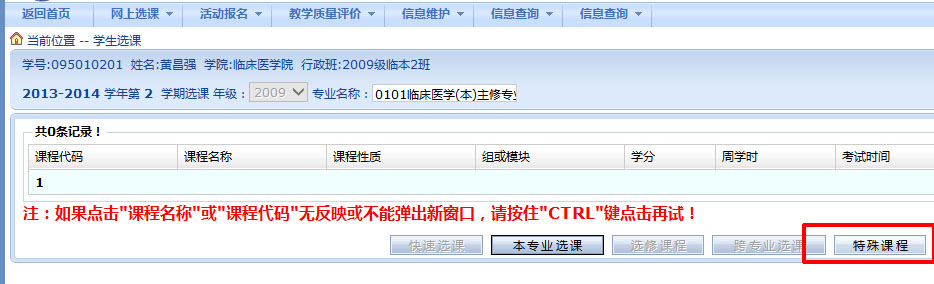 返回首页 网上选课 活动报名 教学质量评价 信息维护 信息查询 信息查询
当前位置 -- 学生选课
学号:095010201 姓名:黄昌强 学院:临床医学院 行政班:2009级临本2班
2013-2014 学年第 2 学期选课 年级：2009 专业名称：0101临床医学(本)主修专业
共0条记录！
课程代码 课程名称 课程性质 组或模块 学分 周学时 考试时间
1
注：如果点击"课程名称"或"课程代码"无反映或不能弹出新窗口，请按住"CTRL"键点击再试！
快速选课 本专业选课 选修课程 跨专业选课 特殊课程